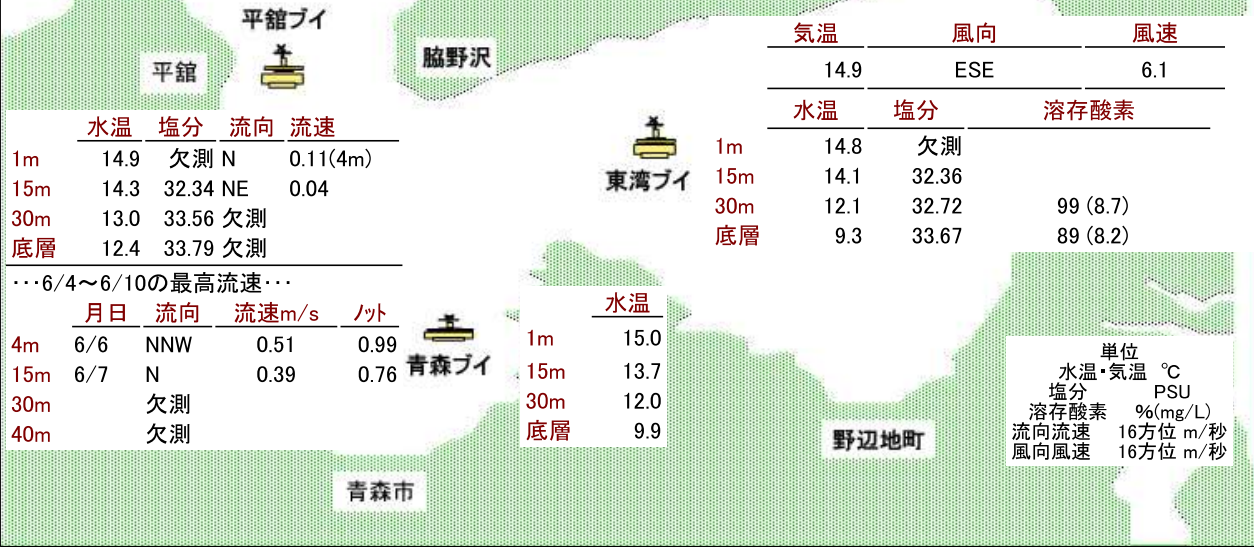 平舘ブイ
平舘
脇野沢
水温 塩分 流向 流速
1m 14.9 欠測 N 0.11(4m)
15m 14.3 32.34 NE 0.04
30m 13.0 33.56 欠測
底層 12.4 33.79 欠測
…6/4～6/10の最高流速…
月日 流向 流速m/s ノット
4m 6/6 NNW 0.51 0.99
15m 6/7 N 0.39 0.76
30m 欠測
40m 欠測
気温 風向 風速
14.9 ESE 6.1
東湾ブイ
水温 塩分 溶存酸素
1m 14.8 欠測
15m 14.1 32.36
30m 12.1 32.72 99 (8.7)
底層 9.3 33.67 89 (8.2)
青森ブイ
水温
1m 15.0
15m 13.7
30m 12.0
底層 9.9
単位
水温・気温 ℃
塩分 PSU
溶存酸素 %(mg/L)
流向流速 16方位 m/秒
風向風速 16方位 m/秒
野辺地町
青森市